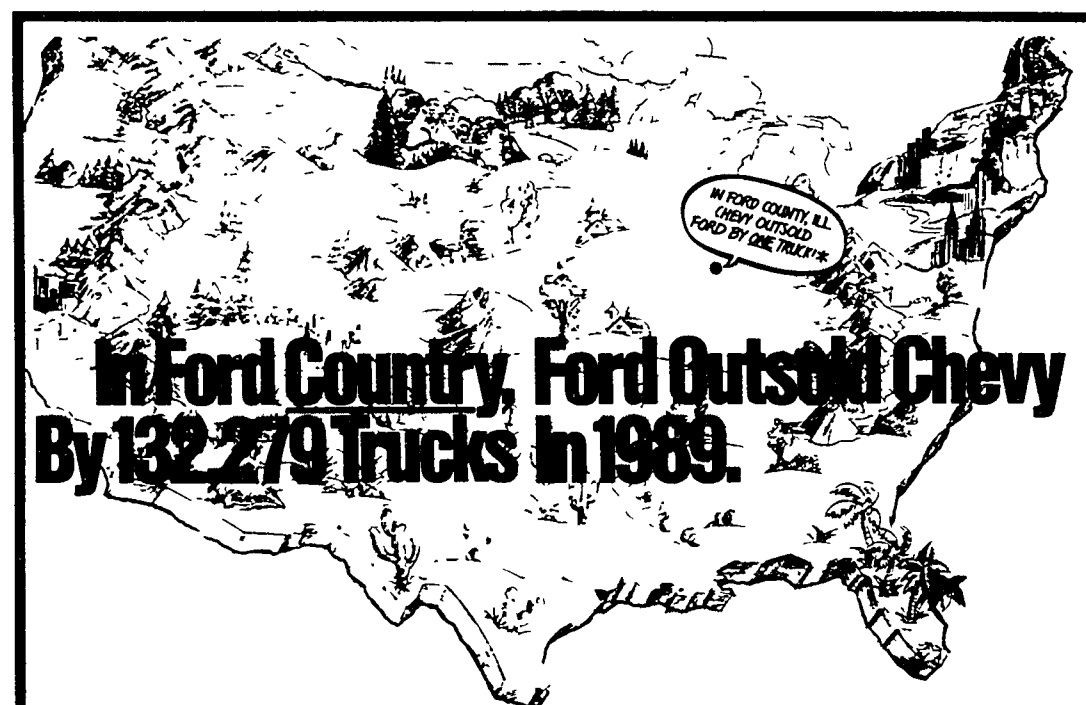 IN FORD COUNTY, ILL.
CHEVY OUTSOLD
FORD BY ONE TRUCK!*
In Ford Country, Ford Outsold Chevy
By 132,279 Trucks In 1989.